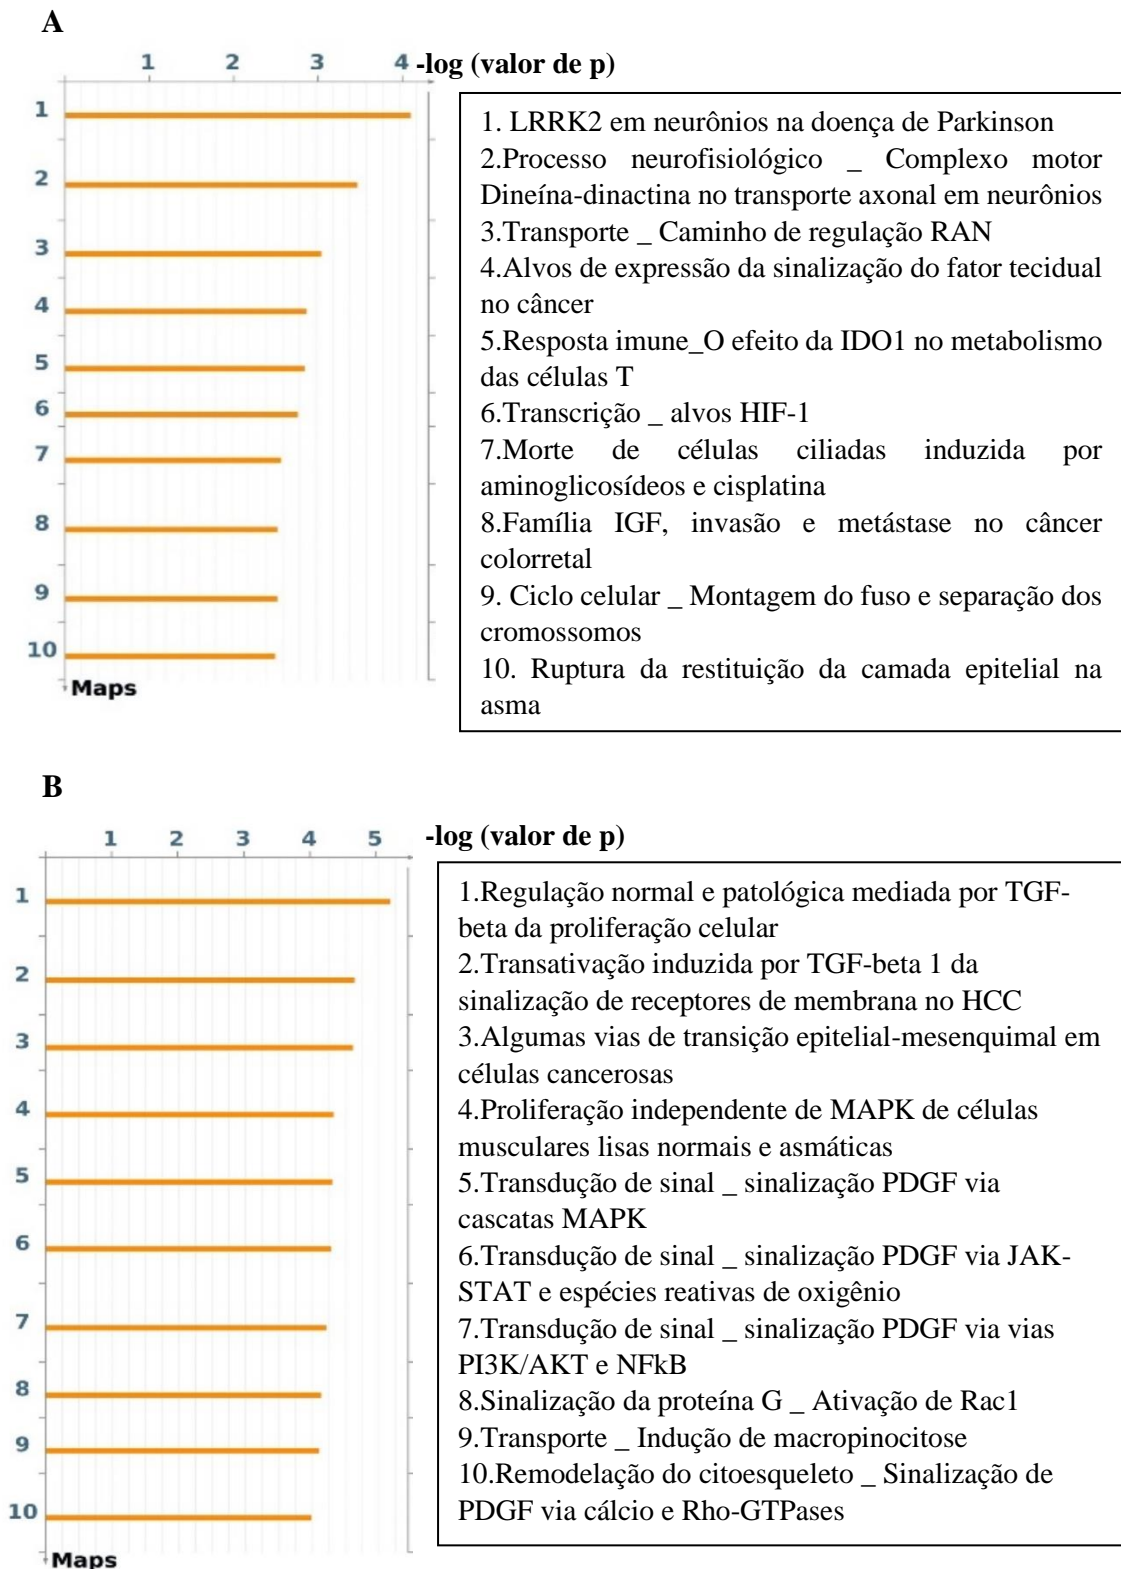 A
1 2 3 4 -log (valor de p)
1
2
3
4
5
6
7
8
9
10
Maps
1. LRRK2 em neurônios na doença de Parkinson
2.Processo neurofisiológico _ Complexo motor
Dineína-dinactina no transporte axonal em neurônios
3.Transporte _ Caminho de regulação RAN
4.Alvos de expressão da sinalização do fator tecidual
no câncer
5.Resposta imune_O efeito da IDO1 no metabolismo
das células T
6.Transcrição _ alvos HIF-1
7.Morte de células ciliadas induzida por
aminoglicosídeos e cisplatina
8.Família IGF, invasão e metástase no câncer
colorretal
9. Ciclo celular _ Montagem do fuso e separação dos
cromossomos
10. Ruptura da restituição da camada epitelial na
asma
B
1 2 3 4 5 -log (valor de p)
1
2
3
4
5
6
7
8
9
10
Maps
1.Regulação normal e patológica mediada por TGF-
beta da proliferação celular
2.Transativação induzida por TGF-beta 1 da
sinalização de receptores de membrana no HCC
3.Algumas vias de transição epitelial-mesenquimal em
células cancerosas
4.Proliferação independente de MAPK de células
musculares lisas normais e asmáticas
5.Transdução de sinal _ sinalização PDGF via
cascatas MAPK
6.Transdução de sinal _ sinalização PDGF via JAK-
STAT e espécies reativas de oxigênio
7.Transdução de sinal _ sinalização PDGF via vias
PI3K/AKT e NFkB
8.Sinalização da proteína G _ Ativação de Rac1
9.Transporte _ Indução de macropinocitose
10.Remodelação do citoesqueleto _ Sinalização de
PDGF via cálcio e Rho-GTPases